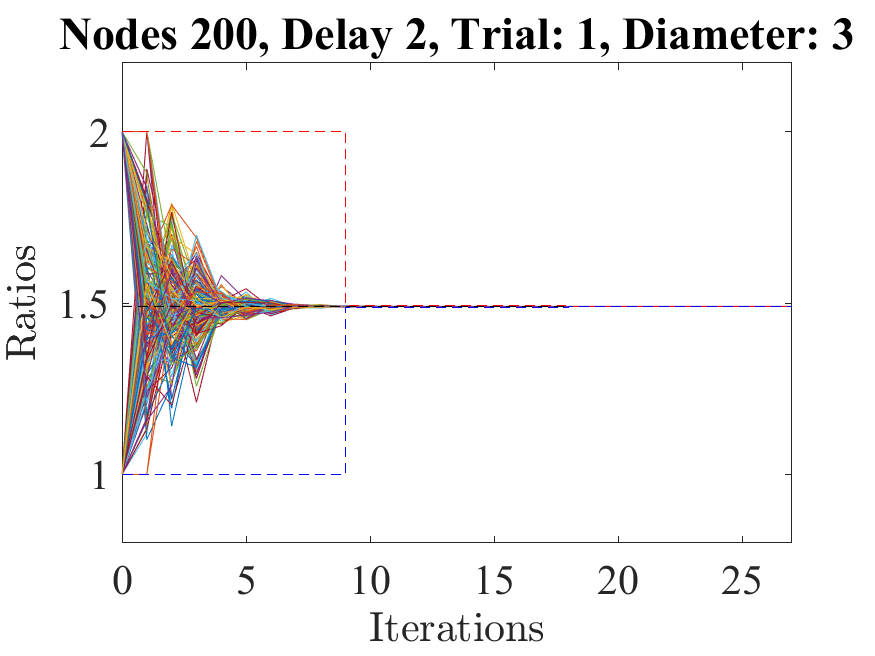 Nodes 200, Delay 2, Trial: 1, Diameter: 3
2
1.5
1
Ratios
0 5 10 15 20 25
Iterations